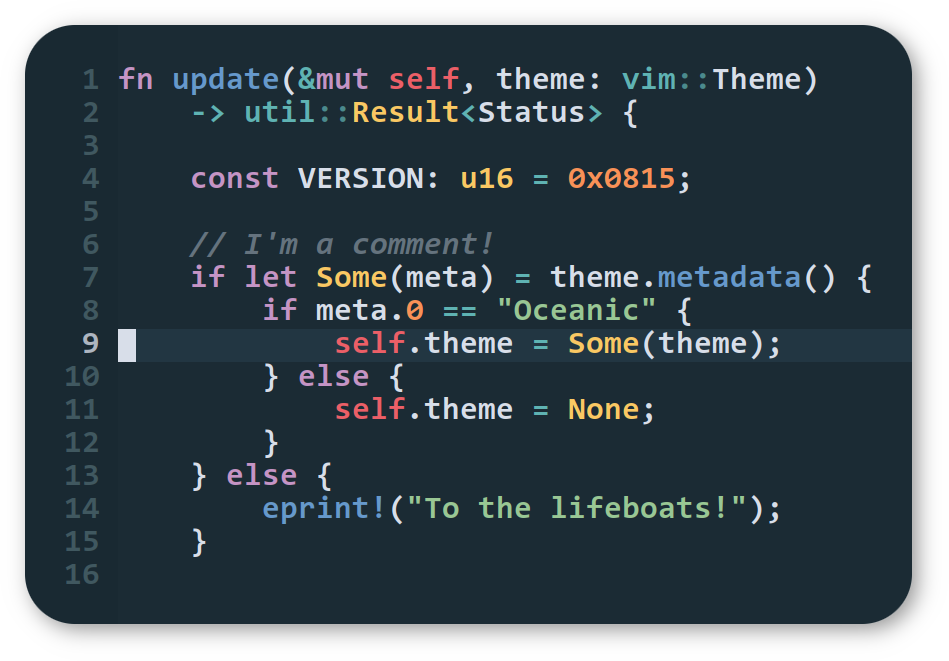 1 fn update(&mut self, theme: vim::Theme)
2     -> util::Result<Status> {
3
4     const VERSION: u16 = 0x0815;
5
6     // I'm a comment!
7     if let Some(meta) = theme.metadata() {
8         if meta.0 == "Oceanic" {
9             self.theme = Some(theme);
10         } else {
11             self.theme = None;
12         }
13     } else {
14         eprint!("To the lifeboats!");
15     }
16